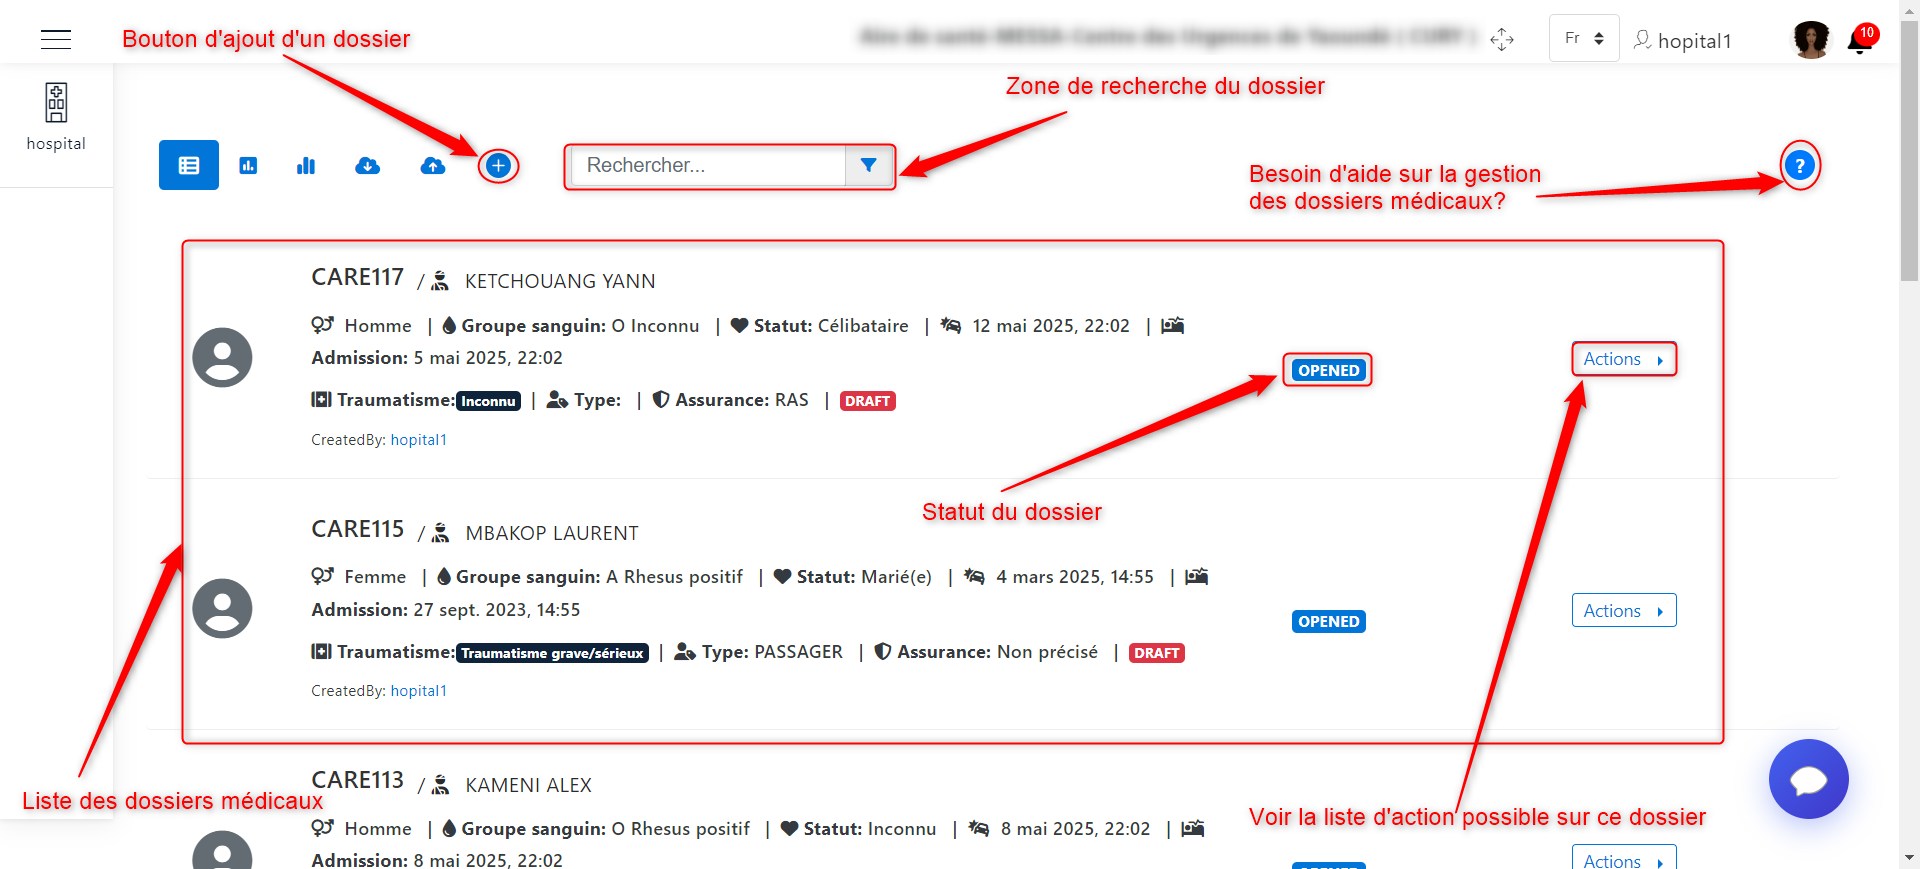 Bouton d'ajout d'un dossier
Fr
hopital1
10
Zone de recherche du dossier
hospital
Rechercher...
Besoin d'aide sur la gestion
des dossiers médicaux?
?
CARE117 / KETCHOUANG YANN
Homme | Groupe sanguin: O Inconnu | Statut: Célibataire | 12 mai 2025, 22:02 |
Admission: 5 mai 2025, 22:02
OPENED
Actions
Traumatisme: Inconnu | Type: | Assurance: RAS | DRAFT
CreatedBy: hopital1
Statut du dossier
CARE115 / MBAKOP LAURENT
Femme | Groupe sanguin: A Rhesus positif | Statut: Marié(e) | 4 mars 2025, 14:55 |
Admission: 27 sept. 2023, 14:55
OPENED
Actions
Traumatisme: Traumatisme grave/sérieux | Type: PASSAGER | Assurance: Non précisé | DRAFT
CreatedBy: hopital1
CARE113 / KAMENI ALEX
Liste des dossiers médicaux
Voir la liste d'action possible sur ce dossier
Homme | Groupe sanguin: O Rhesus positif | Statut: Inconnu | 8 mai 2025, 22:02 |
Admission: 8 mai 2025, 22:02
Actions